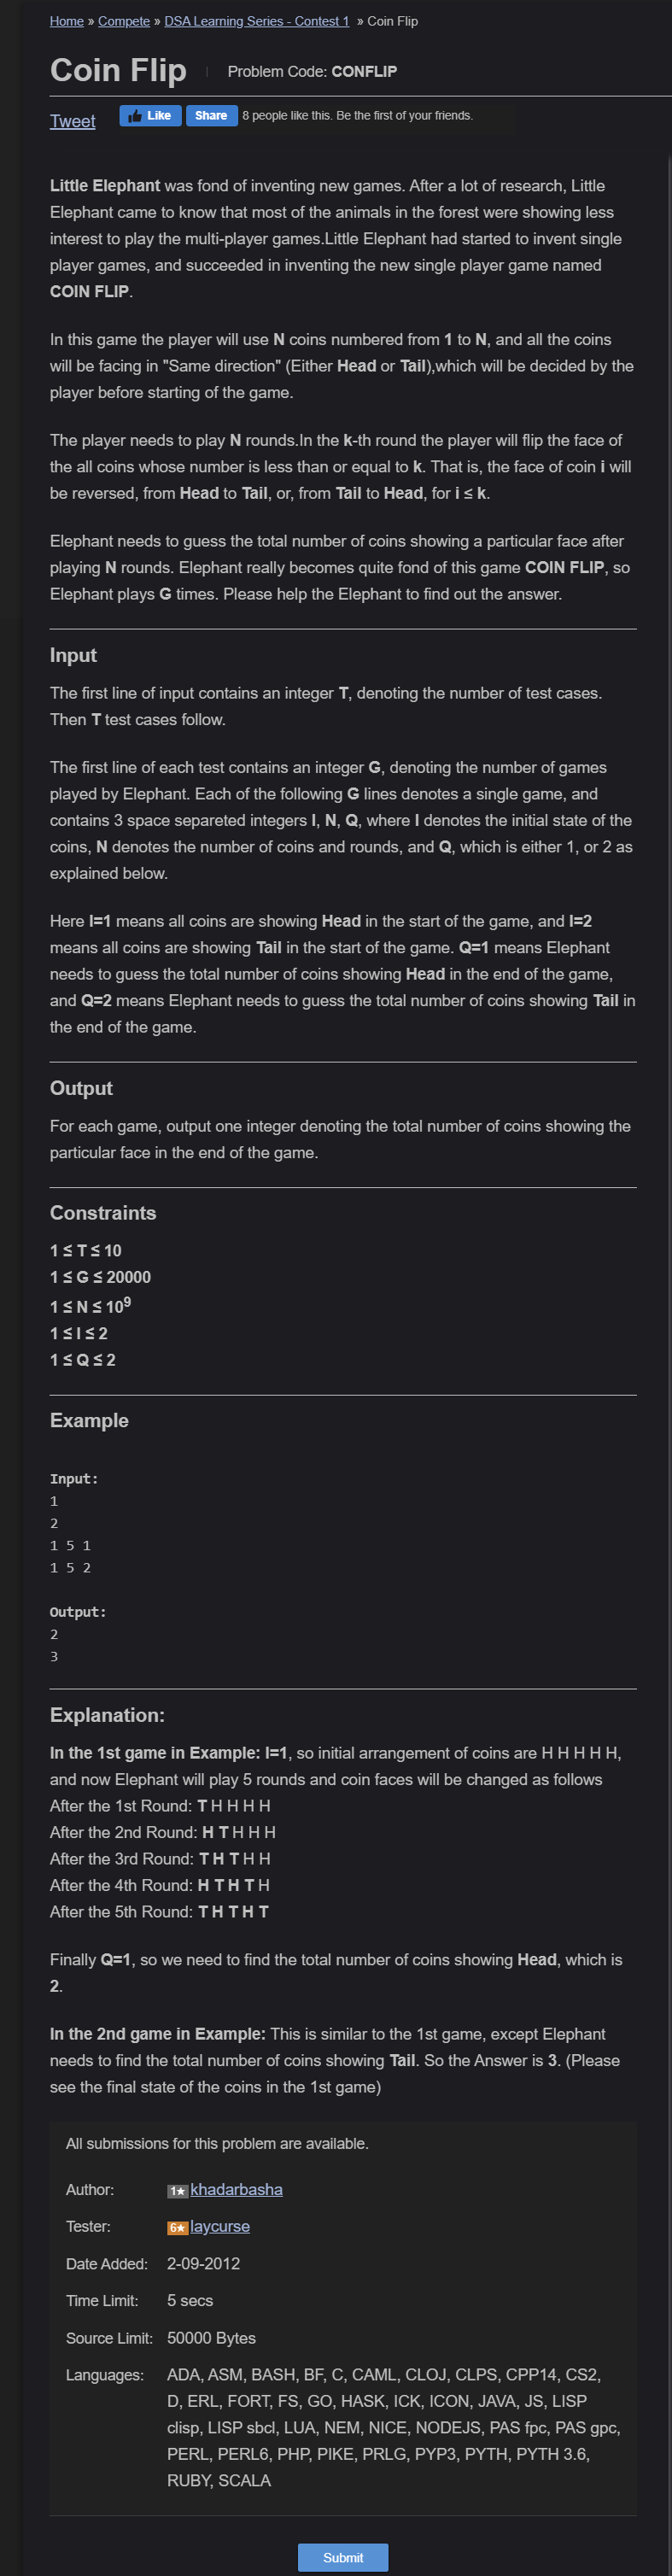 Home » Compete » DSA Learning Series - Contest 1 » Coin Flip
Coin Flip | Problem Code: CONFLIP
Tweet Like Share 8 people like this. Be the first of your friends.
Little Elephant was fond of inventing new games. After a lot of research, Little
Elephant came to know that most of the animals in the forest were showing less
interest to play the multi-player games.Little Elephant had started to invent single
player games, and succeeded in inventing the new single player game named
COIN FLIP.
In this game the player will use N coins numbered from 1 to N, and all the coins
will be facing in "Same direction" (Either Head or Tail),which will be decided by the
player before starting of the game.
The player needs to play N rounds.In the k-th round the player will flip the face of
the all coins whose number is less than or equal to k. That is, the face of coin i will
be reversed, from Head to Tail, or, from Tail to Head, for i ≤ k.
Elephant needs to guess the total number of coins showing a particular face after
playing N rounds. Elephant really becomes quite fond of this game COIN FLIP, so
Elephant plays G times. Please help the Elephant to find out the answer.
Input
The first line of input contains an integer T, denoting the number of test cases.
Then T test cases follow.
The first line of each test contains an integer G, denoting the number of games
played by Elephant. Each of the following G lines denotes a single game, and
contains 3 space separeted integers I, N, Q, where I denotes the initial state of the
coins, N denotes the number of coins and rounds, and Q, which is either 1, or 2 as
explained below.
Here I=1 means all coins are showing Head in the start of the game, and I=2
means all coins are showing Tail in the start of the game. Q=1 means Elephant
needs to guess the total number of coins showing Head in the end of the game,
and Q=2 means Elephant needs to guess the total number of coins showing Tail in
the end of the game.
Output
For each game, output one integer denoting the total number of coins showing the
particular face in the end of the game.
Constraints
1 ≤ T ≤ 10
1 ≤ G ≤ 20000
1 ≤ N ≤ 10⁹
1 ≤ I ≤ 2
1 ≤ Q ≤ 2
Example
Input:
1
2
1 5 1
1 5 2
Output:
2
3
Explanation:
In the 1st game in Example: I=1, so initial arrangement of coins are H H H H H,
and now Elephant will play 5 rounds and coin faces will be changed as follows
After the 1st Round: T H H H H
After the 2nd Round: H T H H H
After the 3rd Round: T H T H H
After the 4th Round: H T H T H
After the 5th Round: T H T H T
Finally Q=1, so we need to find the total number of coins showing Head, which is
2.
In the 2nd game in Example: This is similar to the 1st game, except Elephant
needs to find the total number of coins showing Tail. So the Answer is 3. (Please
see the final state of the coins in the 1st game)
All submissions for this problem are available.
Author: 1★ khadarbasha
Tester: 6★ laycurse
Date Added: 2-09-2012
Time Limit: 5 secs
Source Limit: 50000 Bytes
Languages: ADA, ASM, BASH, BF, C, CAML, CLOJ, CLPS, CPP14, CS2,
D, ERL, FORT, FS, GO, HASK, ICK, ICON, JAVA, JS, LISP
clisp, LISP sbcl, LUA, NEM, NICE, NODEJS, PAS fpc, PAS gpc,
PERL, PERL6, PHP, PIKE, PRLG, PYP3, PYTH, PYTH 3.6,
RUBY, SCALA
Submit